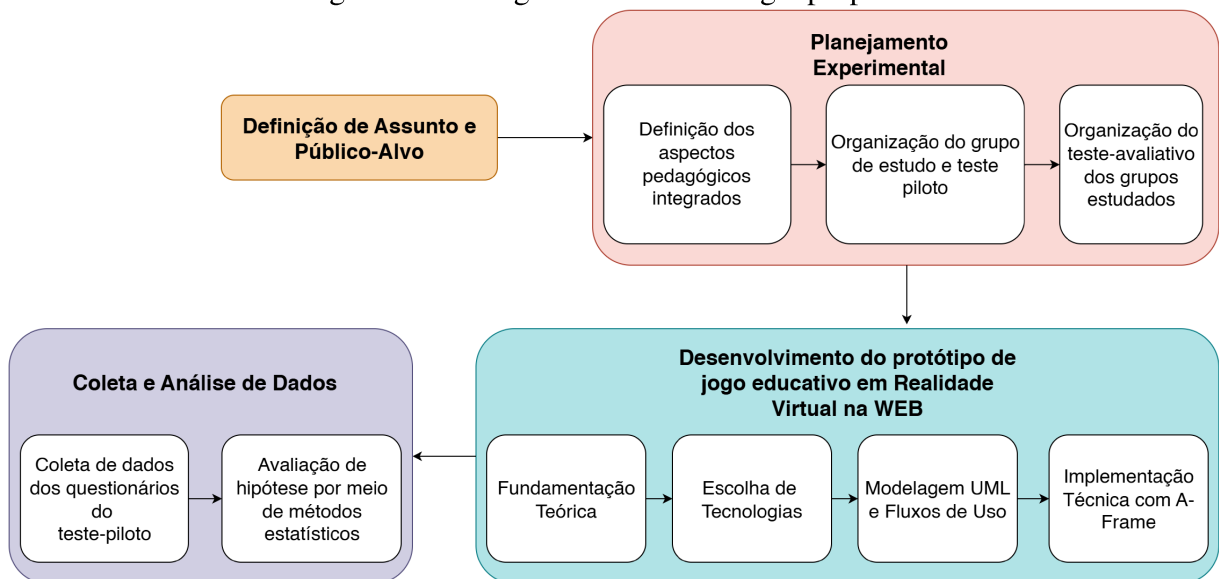 Definição de Assunto e
Público-Alvo
Planejamento
Experimental
Definição dos
aspectos
pedagógicos
integrados
Organização do grupo
de estudo e teste
piloto
Organização do
teste-avaliativo
dos grupos
estudados
Desenvolvimento do protótipo de
jogo educativo em Realidade
Virtual na WEB
Fundamentação
Teórica
Escolha de
Tecnologias
Modelagem UML
e Fluxos de Uso
Implementação
Técnica com A-
Frame
Coleta e Análise de Dados
Coleta de dados
dos questionários
do
teste-piloto
Avaliação de
hipótese por meio
de métodos
estatísticos